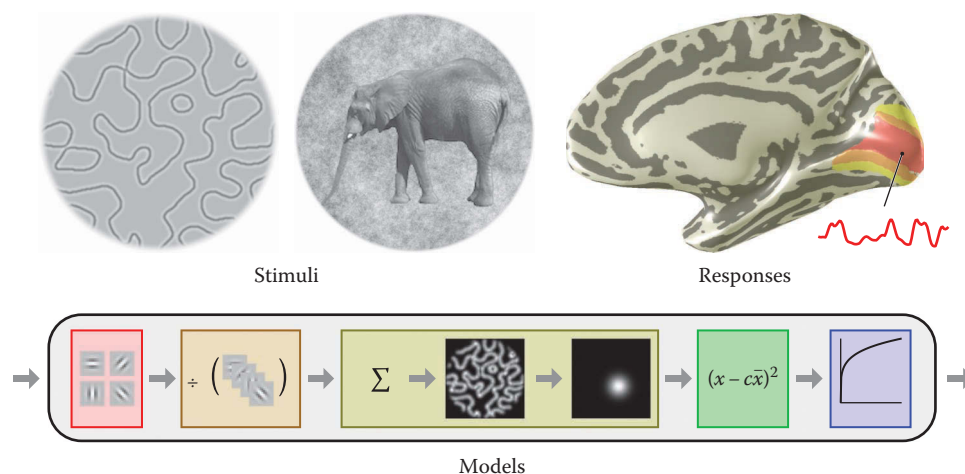 Stimuli
Responses
÷ ( )
Σ
(x – cx̄)²
Models